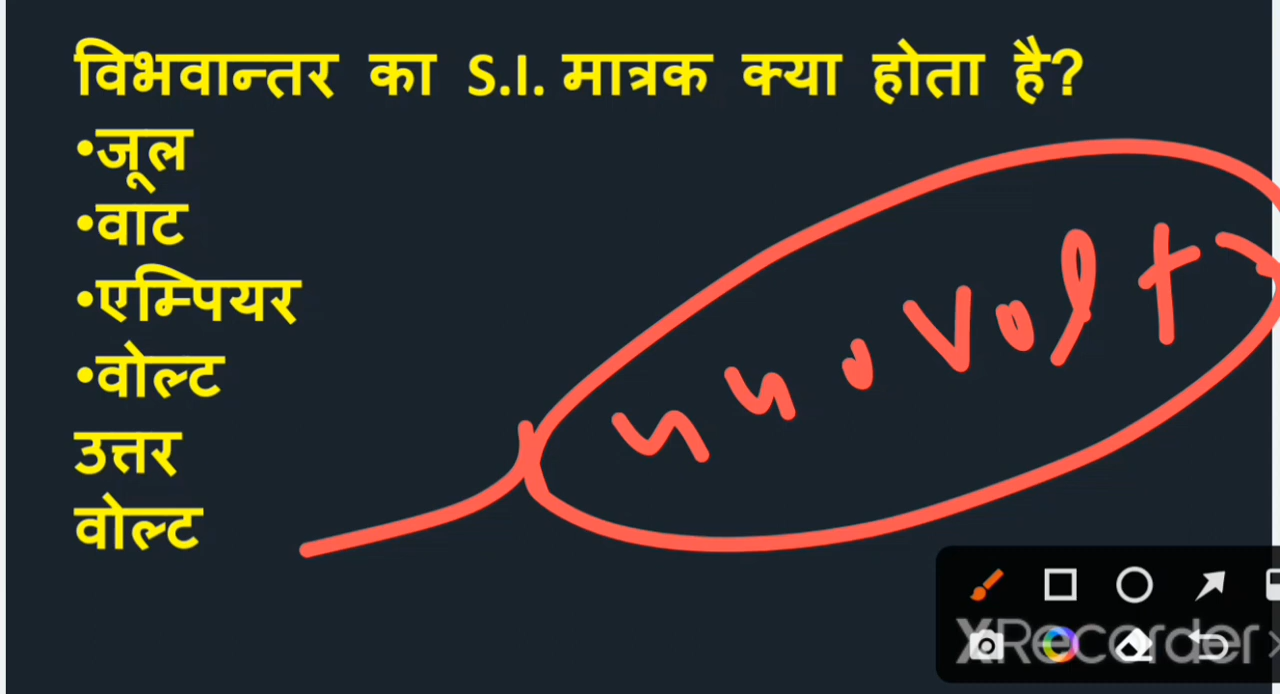 विभवान्तर का S.I. मात्रक क्या होता है?
•जूल
•वाट
•एम्पियर
•वोल्ट
उत्तर
वोल्ट
volt
XRecorder